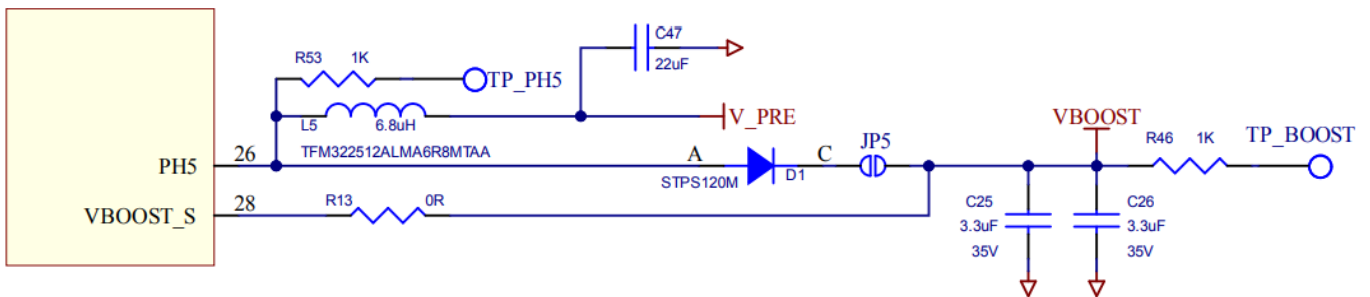 R53 1K
C47
22uF
TP_PH5
L5 6.8uH
V_PRE
VBOOST
JP5
R46 1K
TP_BOOST
PH5 26
TFM322512ALMA6R8MTAA
A C
STPS120M D1
VBOOST_S 28
R13 0R
C25
3.3uF
35V
C26
3.3uF
35V